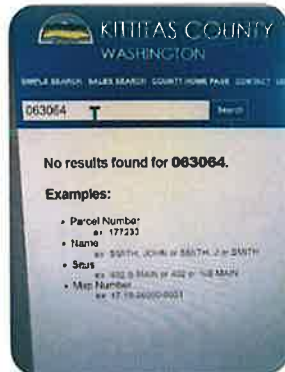 KITTITAS COUNTY
WASHINGTON
SIMPLE SEARCH SALES SEARCH COUNTY HOME PAGE CONTACT
063064
Search
No results found for 063064.
Examples:
• Parcel Number
ex: 177233
• Name
ex: SMITH, JOHN or SMITH, J or SMITH
• Situs
MAIN or 402 or MAIN
• Map Number